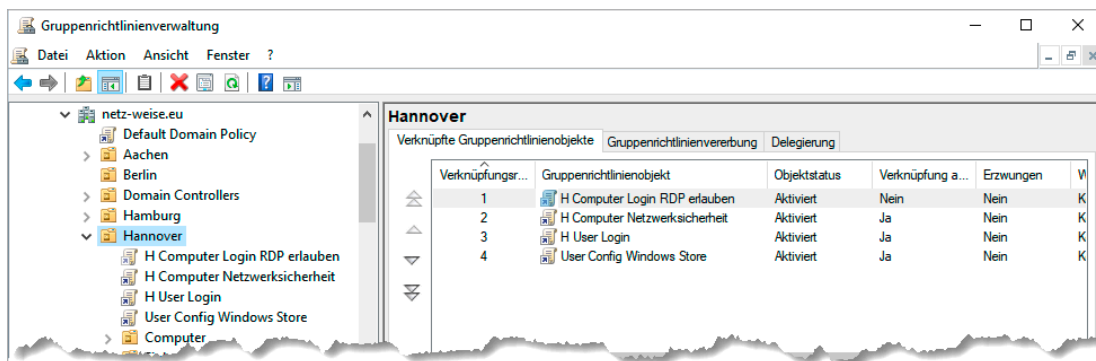 Gruppenrichtlinienverwaltung
Datei Aktion Ansicht Fenster ?
netz-weise.eu
Default Domain Policy
Aachen
Berlin
Domain Controllers
Hamburg
Hannover
H Computer Login RDP erlauben
H Computer Netzwerksicherheit
H User Login
User Config Windows Store
Computer
Hannover
Verknüpfte Gruppenrichtlinienobjekte Gruppenrichtlinienvererbung Delegierung
Verknüpfungsr... Gruppenrichtlinienobjekt Objektstatus Verknüpfung a... Erzwungen W
1 H Computer Login RDP erlauben Aktiviert Nein Nein K
2 H Computer Netzwerksicherheit Aktiviert Ja Nein K
3 H User Login Aktiviert Ja Nein K
4 User Config Windows Store Aktiviert Ja Nein K